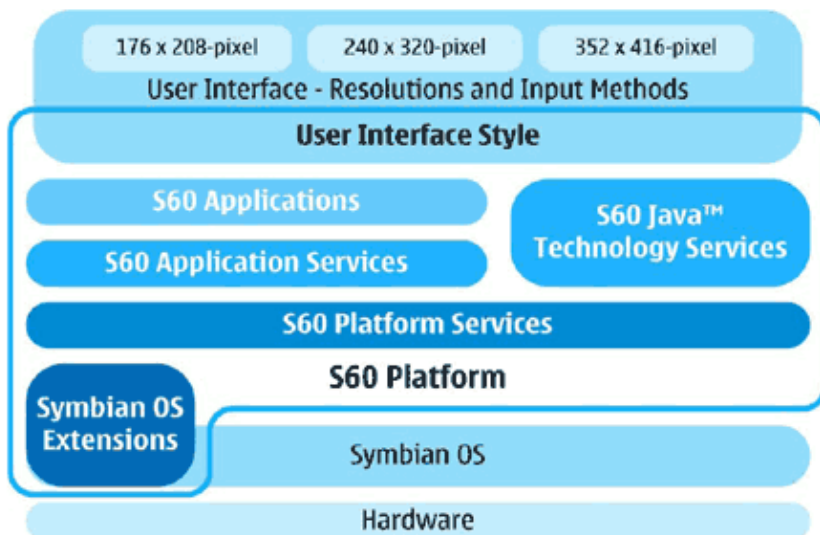 176 x 208-pixel 240 x 320-pixel 352 x 416-pixel
User Interface - Resolutions and Input Methods
User Interface Style
S60 Applications
S60 Application Services
S60 Java™
Technology Services
S60 Platform Services
S60 Platform
Symbian OS
Extensions
Symbian OS
Hardware